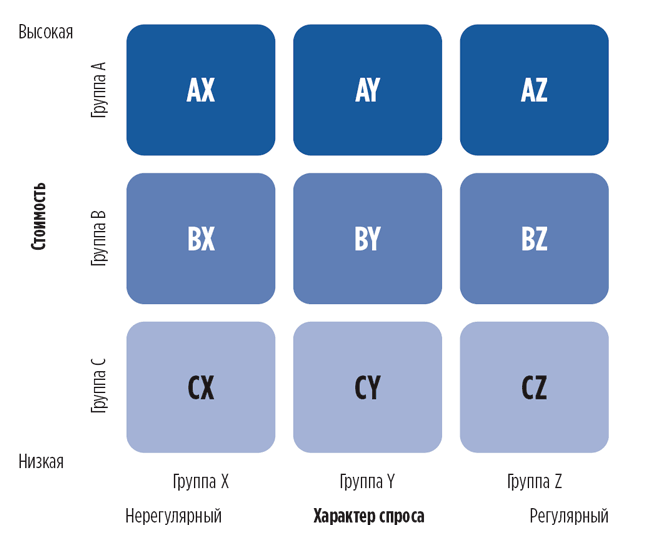 Высокая
Группа A
AX AY AZ
Стоимость
Группа B
BX BY BZ
Группа C
CX CY CZ
Низкая
Группа X Группа Y Группа Z
Нерегулярный Характер спроса Регулярный